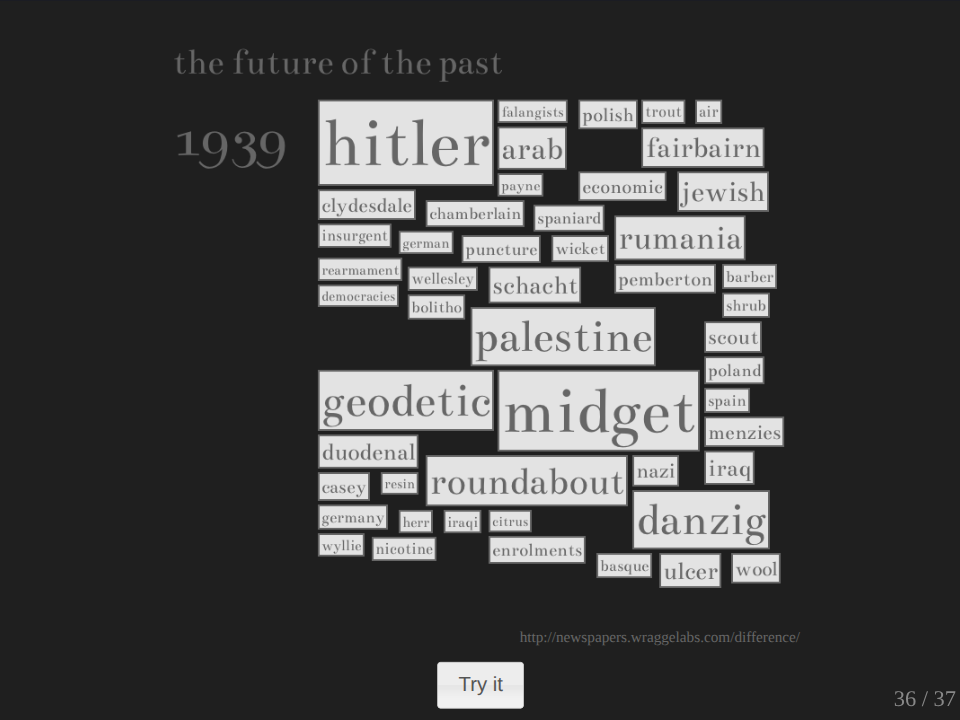 the future of the past
1939
hitler
falangists
polish
trout
air
arab
fairbairn
payne
economic
jewish
clydesdale
chamberlain
spaniard
insurgent
german
puncture
wicket
rumania
rearmament
wellesley
schacht
pemberton
barber
democracies
bolitho
shrub
palestine
scout
poland
geodetic
midget
spain
menzies
duodenal
roundabout
nazi
iraq
casey
resin
germany
herr
iraqi
citrus
danzig
wyllie
nicotine
enrolments
basque
ulcer
wool
http://newspapers.wraggelabs.com/difference/
Try it
36 / 37